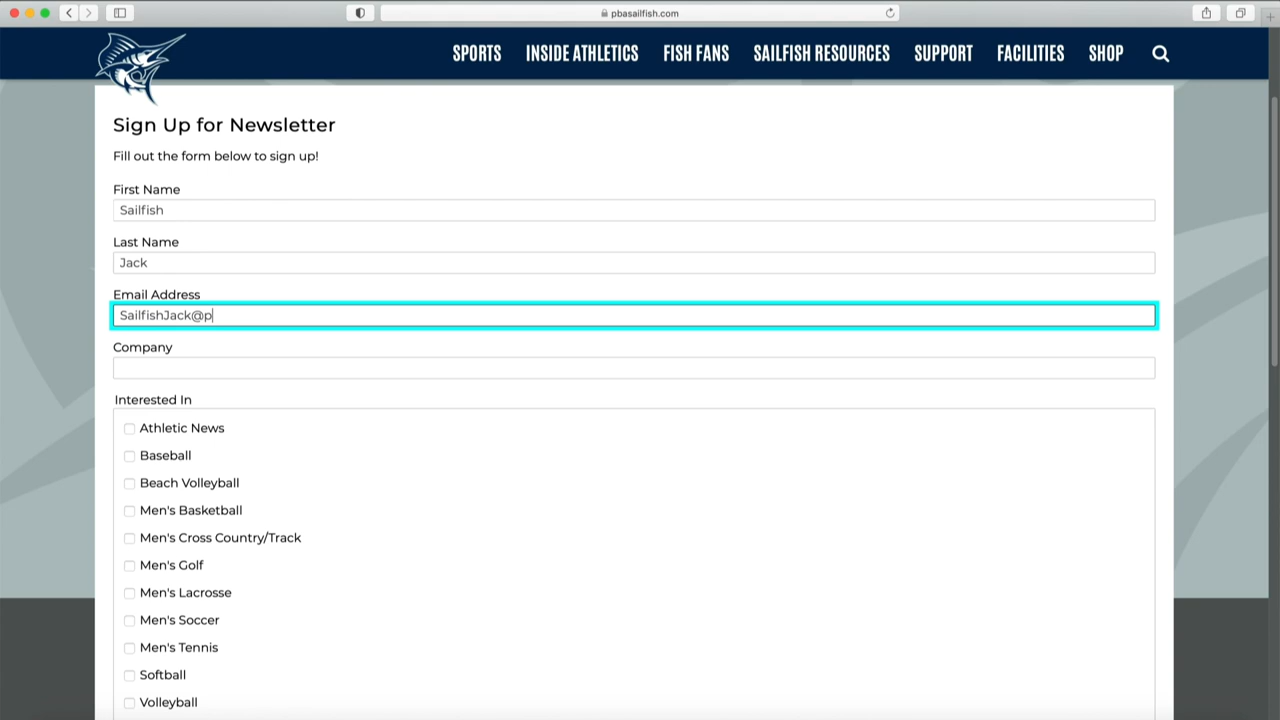 pbasailfish.com
SPORTS INSIDE ATHLETICS FISH FANS SAILFISH RESOURCES SUPPORT FACILITIES SHOP
Sign Up for Newsletter
Fill out the form below to sign up!
First Name
Sailfish
Last Name
Jack
Email Address
SailfishJack@p
Company
Interested In
Athletic News
Baseball
Beach Volleyball
Men's Basketball
Men's Cross Country/Track
Men's Golf
Men's Lacrosse
Men's Soccer
Men's Tennis
Softball
Volleyball